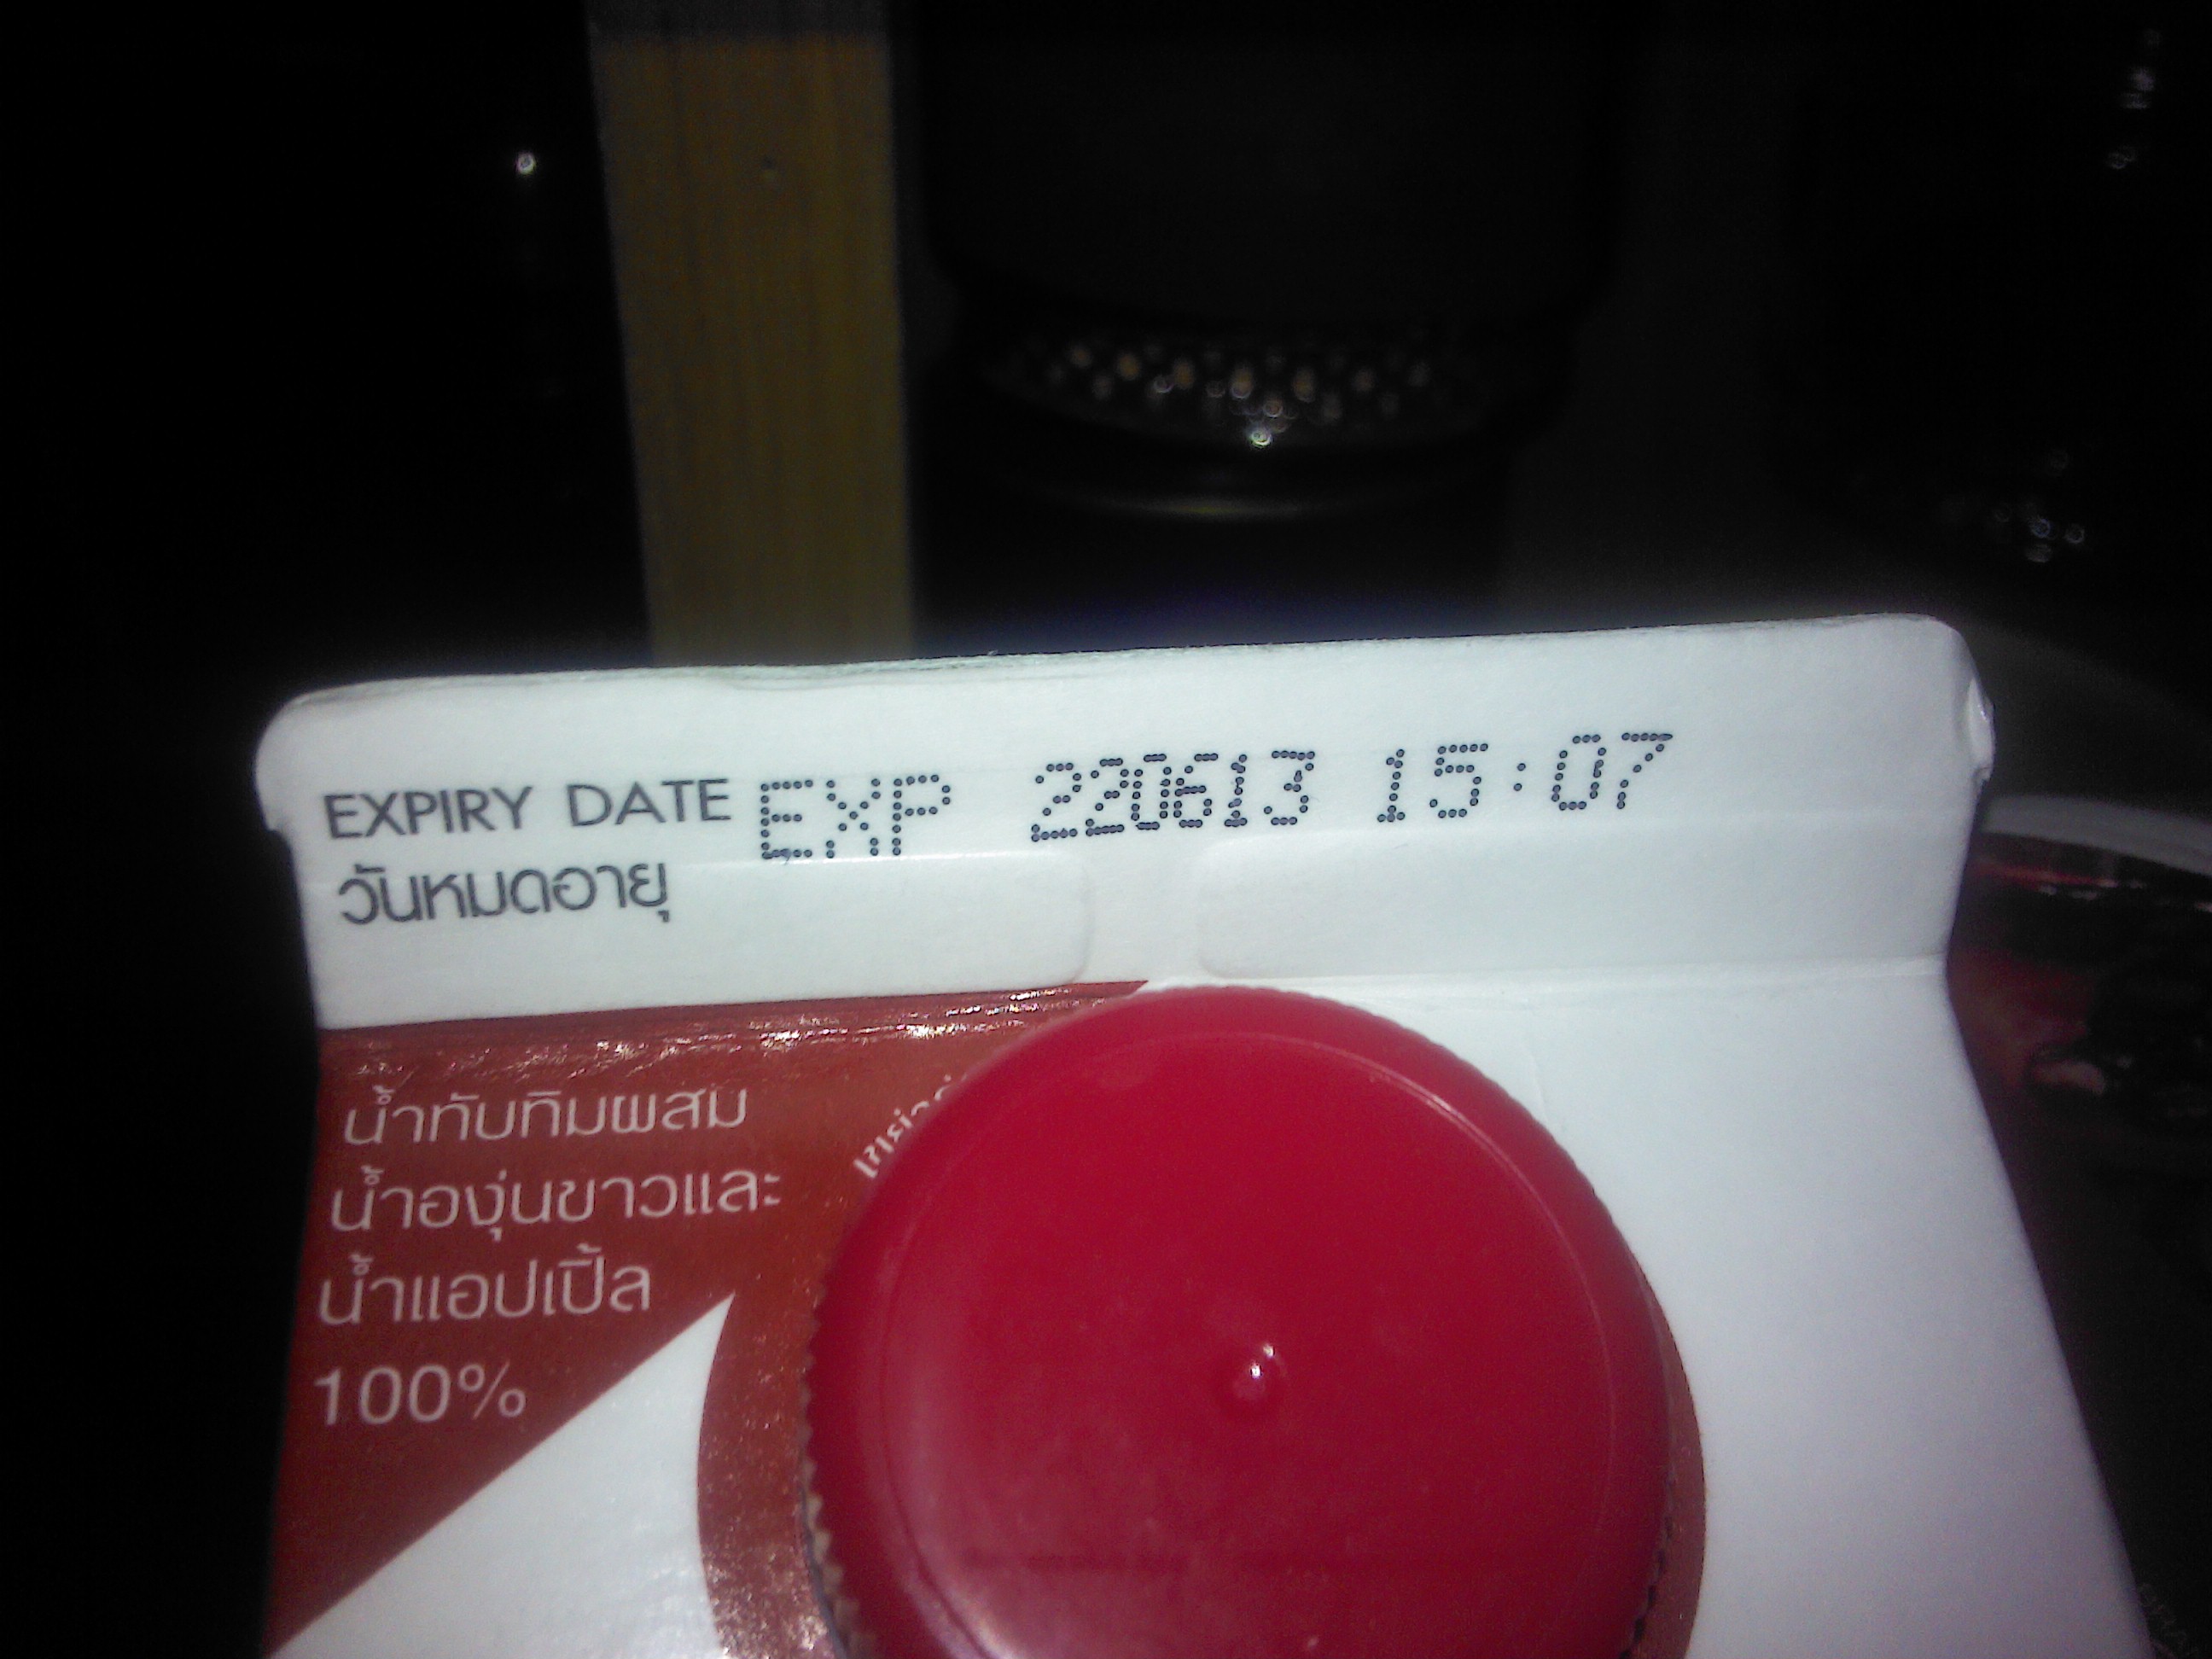 EXPIRY DATE EXP 220613 15:07
วันหมดอายุ
น้ำทับทิมผสม
น้ำองุ่นขาวและ
น้ำแอปเปิ้ล
100%